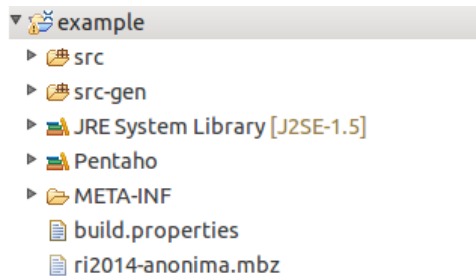 example
src
src-gen
JRE System Library [J2SE-1.5]
Pentaho
META-INF
build.properties
ri2014-anonima.mbz